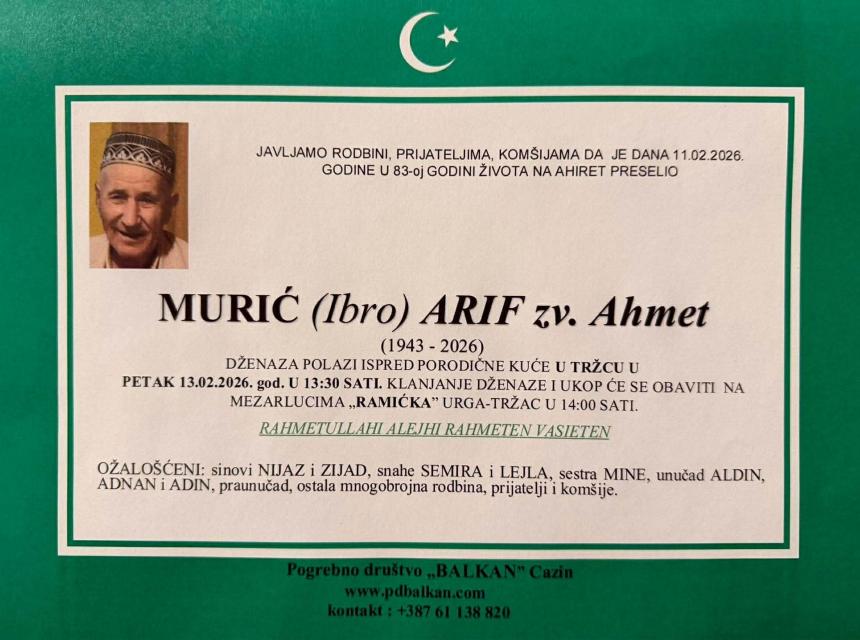 JAVLJAMO RODBINI, PRIJATELJIMA, KOMŠIJAMA DA JE DANA 11.02.2026.
GODINE U 83-oj GODINI ŽIVOTA NA AHIRET PRESELIO
MURIĆ (Ibro) ARIF zv. Ahmet
(1943 - 2026)
DŽENAZA POLAZI ISPRED PORODIČNE KUĆE U TRŽCU U
PETAK 13.02.2026. god. U 13:30 SATI. KLANJANJE DŽENAZE I UKOP ĆE SE OBAVITI NA
MEZARLUCIMA „RAMIĆKA” URGA-TRŽAC U 14:00 SATI.
RAHMETULLAHI ALEJHI RAHMETEN VASIETEN
OŽALOŠĆENI: sinovi NIJAZ i ZIJAD, snahe SEMIRA i LEJLA, sestra MINE, unučad ALDIN,
ADNAN i ADIN, praunučad, ostala mnogobrojna rodbina, prijatelji i komšije.
Pogrebno društvo „BALKAN” Cazin
www.pdbalkan.com
kontakt : +387 61 138 820